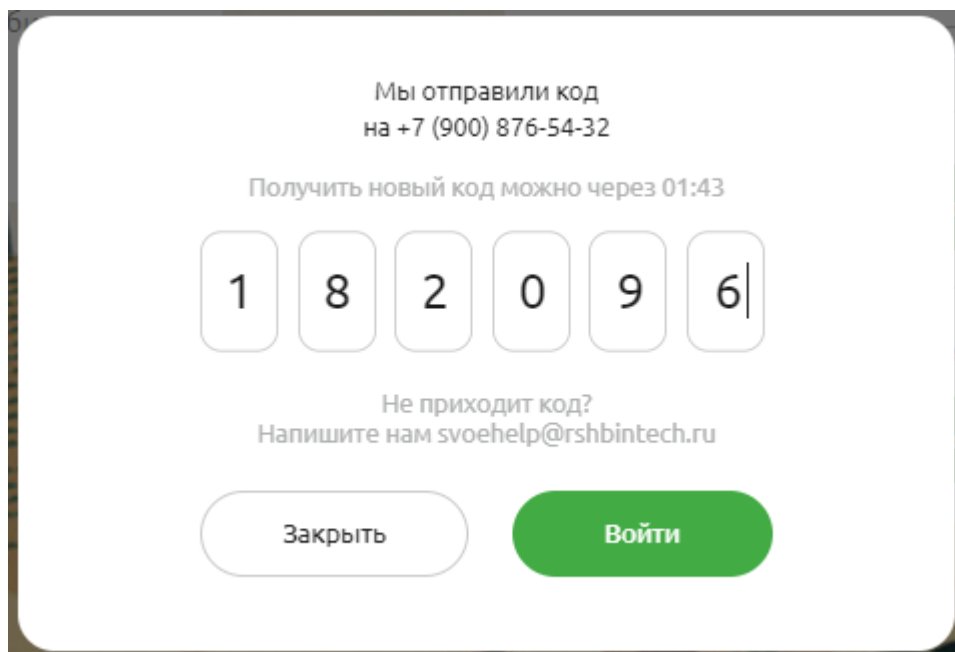 Мы отправили код
на +7 (900) 876-54-32
Получить новый код можно через 01:43
1 8 2 0 9 6
Не приходит код?
Напишите нам svoehelp@rshbintech.ru
Закрыть Войти